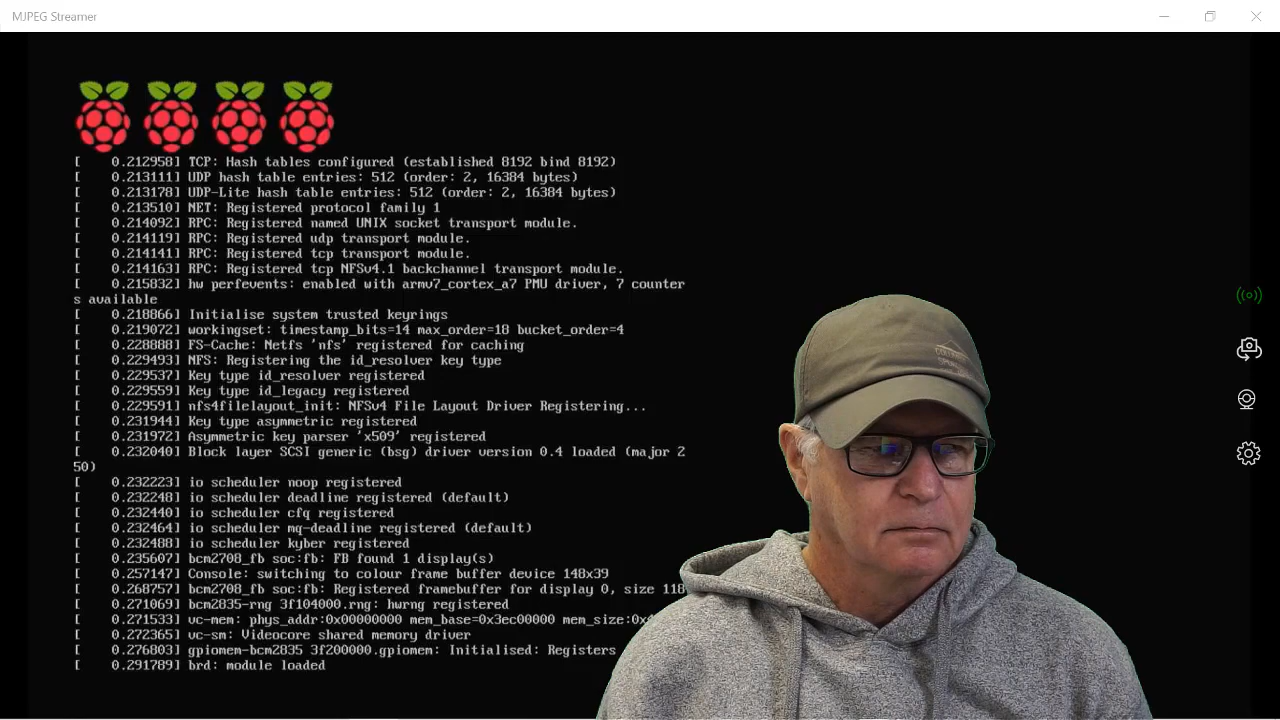 MJPEG Streamer
[    0.212958] TCP: Hash tables configured (established 8192 bind 8192)
[    0.213111] UDP hash table entries: 512 (order: 2, 16384 bytes)
[    0.213178] UDP-Lite hash table entries: 512 (order: 2, 16384 bytes)
[    0.213510] NET: Registered protocol family 1
[    0.214092] RPC: Registered named UNIX socket transport module.
[    0.214119] RPC: Registered udp transport module.
[    0.214141] RPC: Registered tcp transport module.
[    0.214163] RPC: Registered tcp NFSv4.1 backchannel transport module.
[    0.215832] hw perfevents: enabled with armv7_cortex_a7 PMU driver, 7 counter
s available
[    0.218866] Initialise system trusted keyrings
[    0.219072] workingset: timestamp_bits=14 max_order=18 bucket_order=4
[    0.228888] FS-Cache: Netfs 'nfs' registered for caching
[    0.229493] NFS: Registering the id_resolver key type
[    0.229537] Key type id_resolver registered
[    0.229559] Key type id_legacy registered
[    0.229591] nfs4filelayout_init: NFSv4 File Layout Driver Registering...
[    0.231944] Key type asymmetric registered
[    0.231972] Asymmetric key parser 'x509' registered
[    0.232040] Block layer SCSI generic (bsg) driver version 0.4 loaded (major 2
50)
[    0.232223] io scheduler noop registered
[    0.232248] io scheduler deadline registered (default)
[    0.232440] io scheduler cfq registered
[    0.232464] io scheduler mq-deadline registered (default)
[    0.232488] io scheduler kyber registered
[    0.235607] bcm2708_fb soc:fb: FB found 1 display(s)
[    0.257147] Console: switching to colour frame buffer device 148x39
[    0.268757] bcm2708_fb soc:fb: Registered framebuffer for display 0, size 118
[    0.271069] bcm2835-rng 3f104000.rng: hwrng registered
[    0.271533] vc-mem: phys_addr:0x00000000 mem_base=0x3ec00000
[    0.272365] vc-sm: Videocore shared memory driver
[    0.276803] gpiomem-bcm2835 3f200000.gpiomem: Initialised: Registers
[    0.291789] brd: module loaded